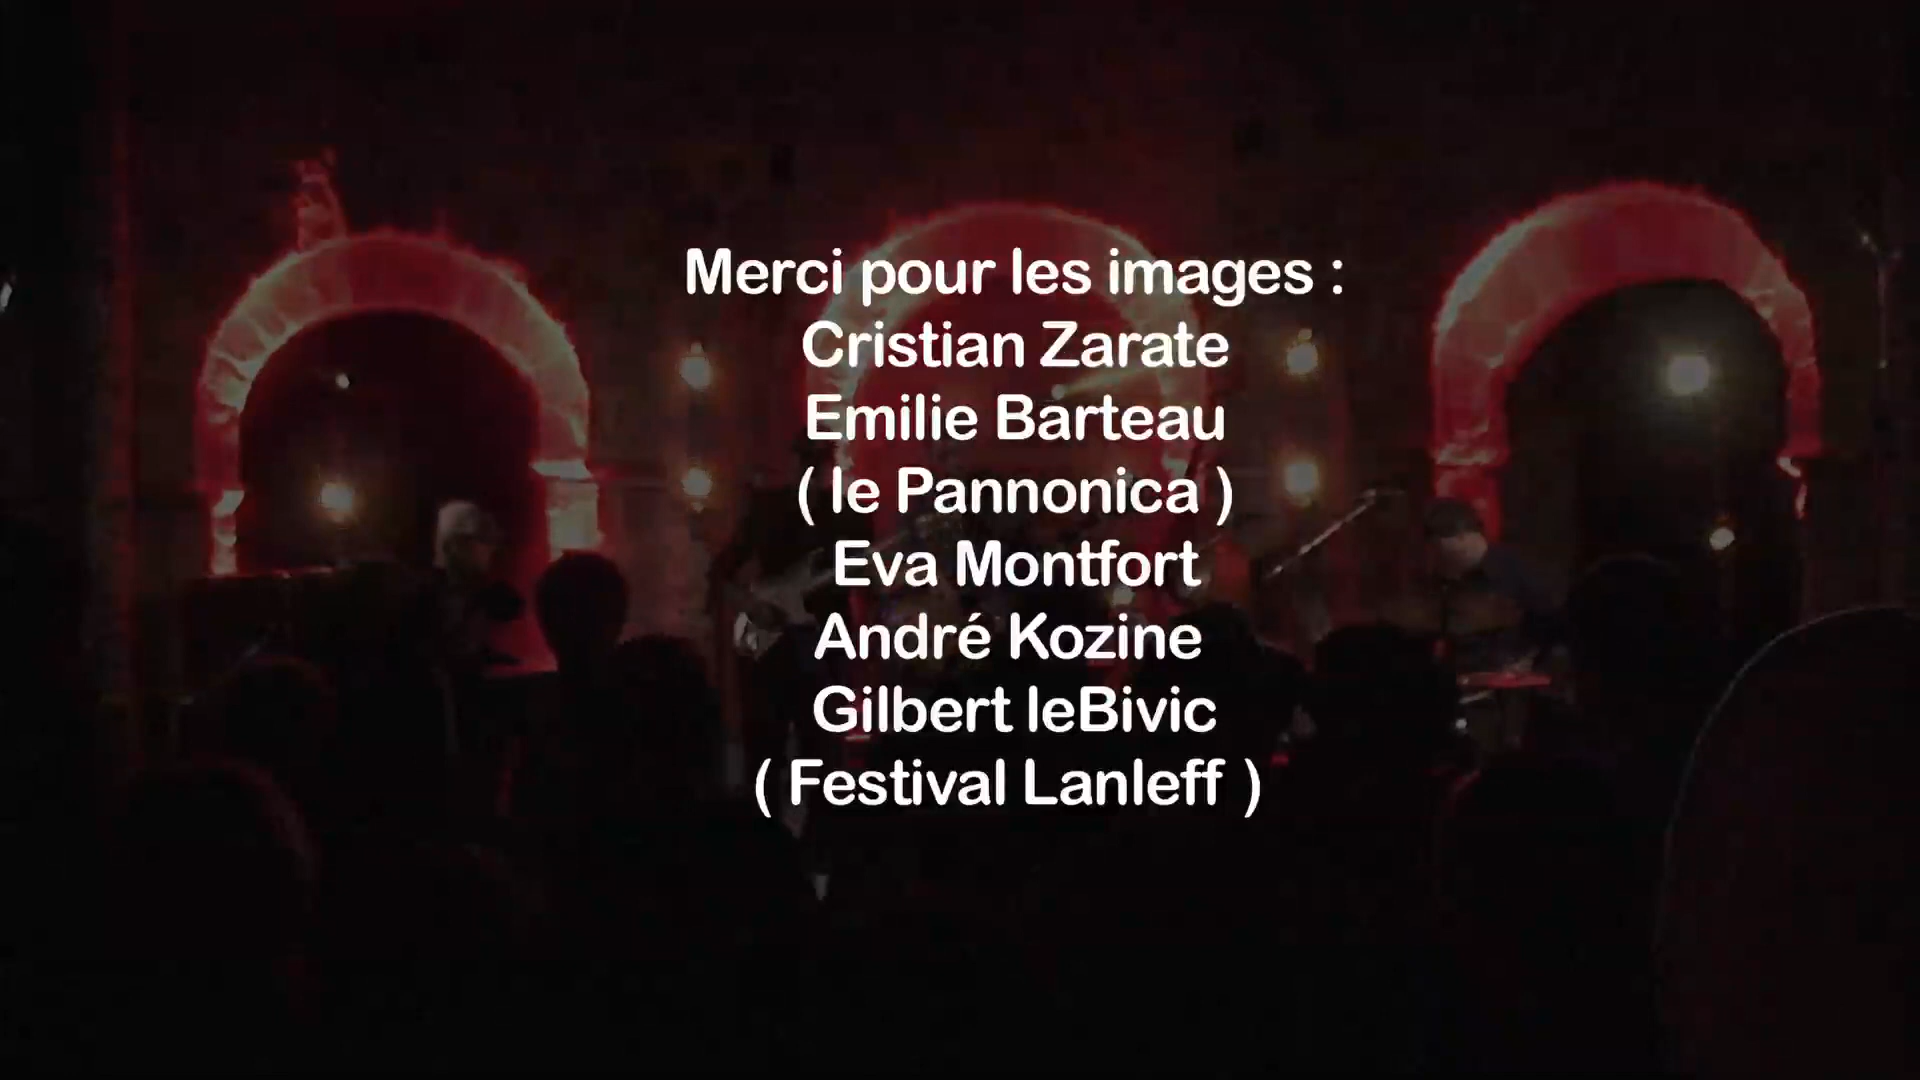 Merci pour les images :
Cristian Zarate
Emilie Barteau
( le Pannonica )
Eva Montfort
André Kozine
Gilbert leBivic
( Festival Lanleff )